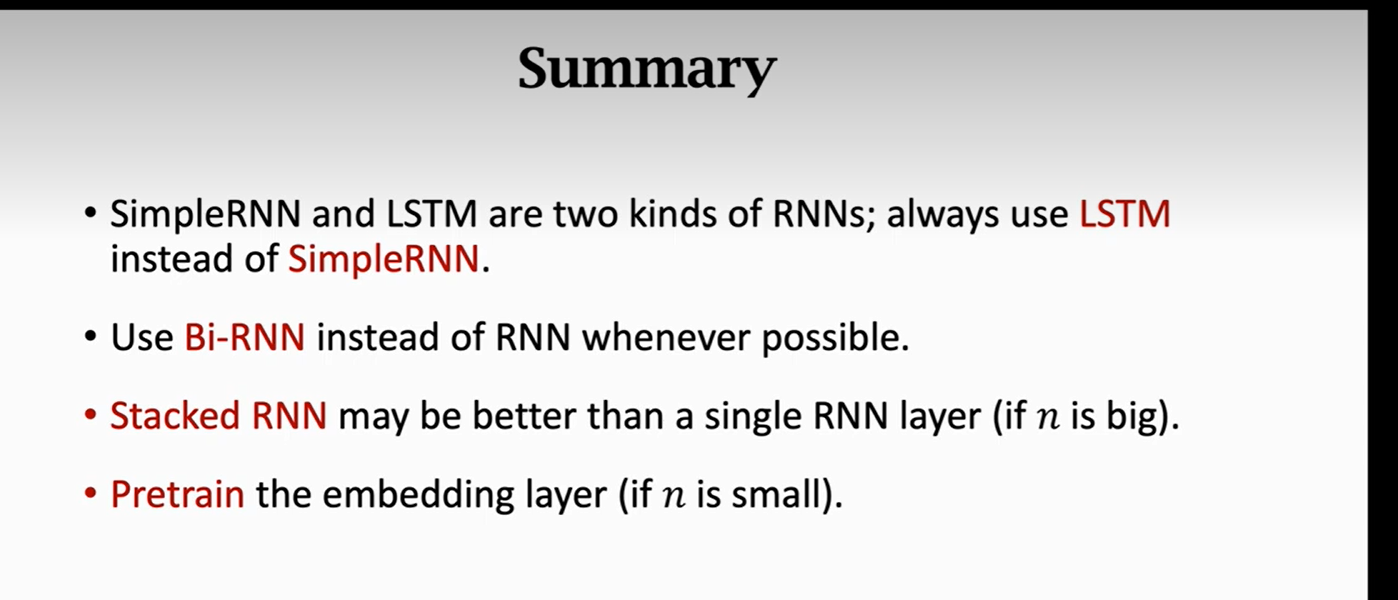 Summary
• SimpleRNN and LSTM are two kinds of RNNs; always use LSTM
instead of SimpleRNN.
• Use Bi-RNN instead of RNN whenever possible.
• Stacked RNN may be better than a single RNN layer (if n is big).
• Pretrain the embedding layer (if n is small).